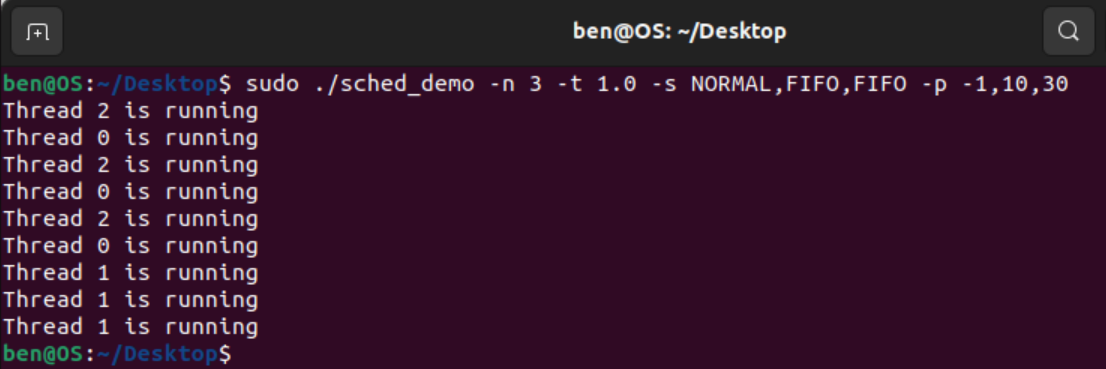 ben@OS: ~/Desktop
ben@OS:~/Desktop$ sudo ./sched_demo -n 3 -t 1.0 -s NORMAL,FIFO,FIFO -p -1,10,30
Thread 2 is running
Thread 0 is running
Thread 2 is running
Thread 0 is running
Thread 2 is running
Thread 0 is running
Thread 1 is running
Thread 1 is running
Thread 1 is running
ben@OS:~/Desktop$